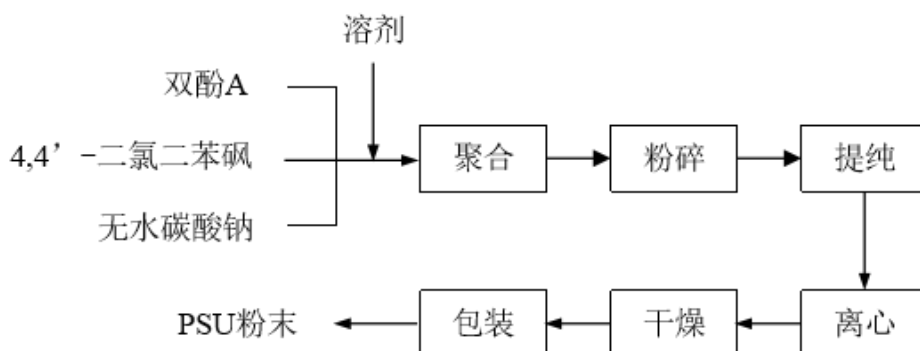 溶剂
双酚A
4,4’-二氯二苯砜
无水碳酸钠
聚合
粉碎
提纯
PSU粉末
包装
干燥
离心